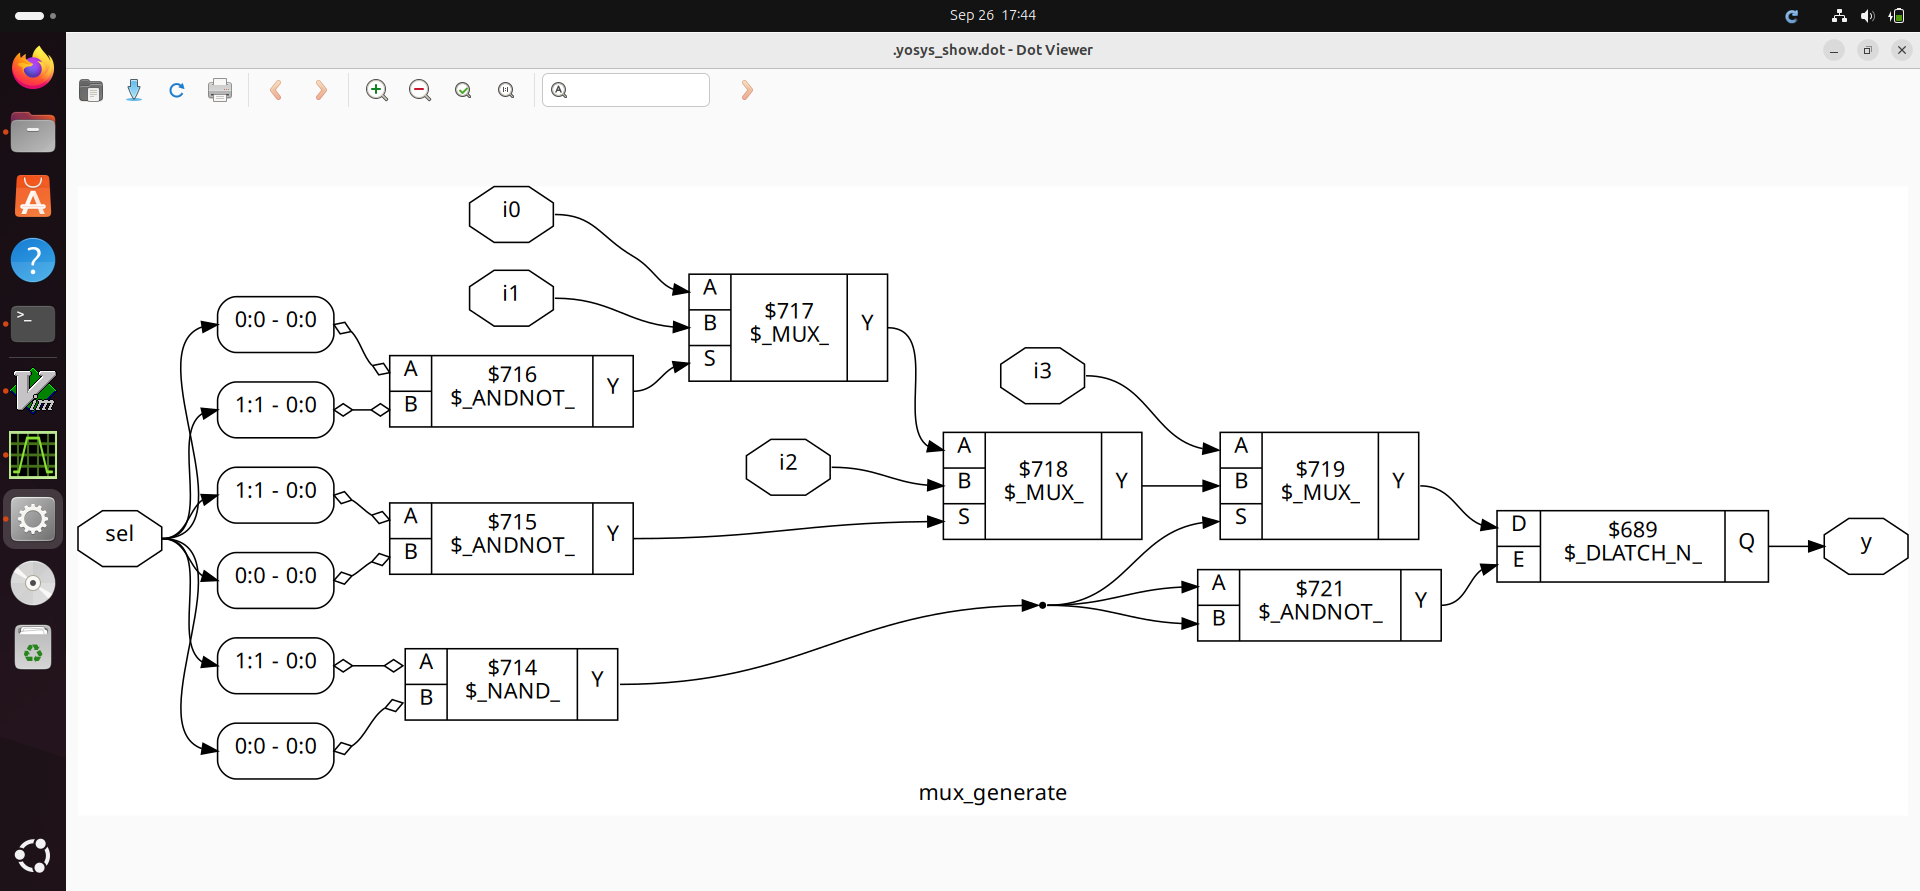 Sep 26 17:44
.yosys_show.dot - Dot Viewer
i0
i1
0:0 - 0:0
1:1 - 0:0
1:1 - 0:0
0:0 - 0:0
1:1 - 0:0
0:0 - 0:0
sel
A
B
$716
$_ANDNOT_
Y
A
B
$715
$_ANDNOT_
Y
A
B
$714
$_NAND_
Y
A
B
S
$717
$_MUX_
Y
i2
A
B
S
$718
$_MUX_
Y
i3
A
B
S
$719
$_MUX_
Y
A
B
$721
$_ANDNOT_
Y
D
E
$689
$_DLATCH_N_
Q
y
mux_generate